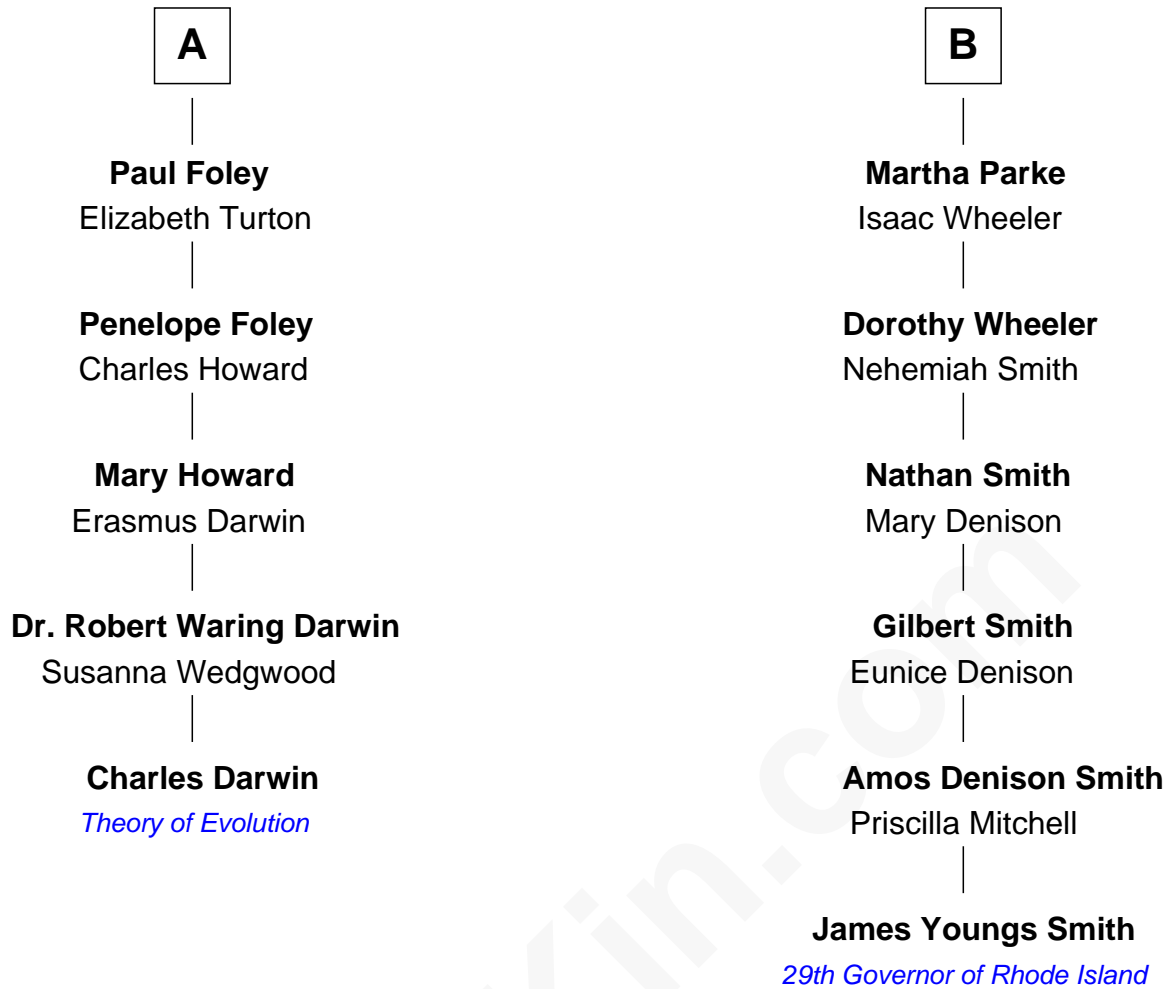 A
Paul Foley
Elizabeth Turton
Penelope Foley
Charles Howard
Mary Howard
Erasmus Darwin
Dr. Robert Waring Darwin
Susanna Wedgwood
Charles Darwin
Theory of Evolution
B
Martha Parke
Isaac Wheeler
Dorothy Wheeler
Nehemiah Smith
Nathan Smith
Mary Denison
Gilbert Smith
Eunice Denison
Amos Denison Smith
Priscilla Mitchell
James Youngs Smith
29th Governor of Rhode Island
Kin.com